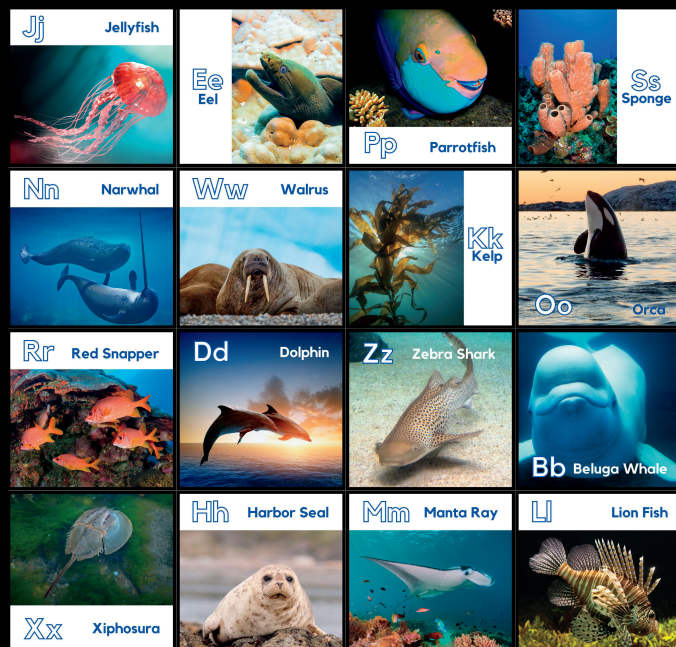 Jj Jellyfish
Ee
Eel
Pp Parrotfish
Ss
Sponge
Nn Narwhal
Ww Walrus
Kk
Kelp
Oo Orca
Rr Red Snapper
Dd Dolphin
Zz Zebra Shark
Bb Beluga Whale
Xx Xiphosura
Hh Harbor Seal
Mm Manta Ray
Ll Lion Fish